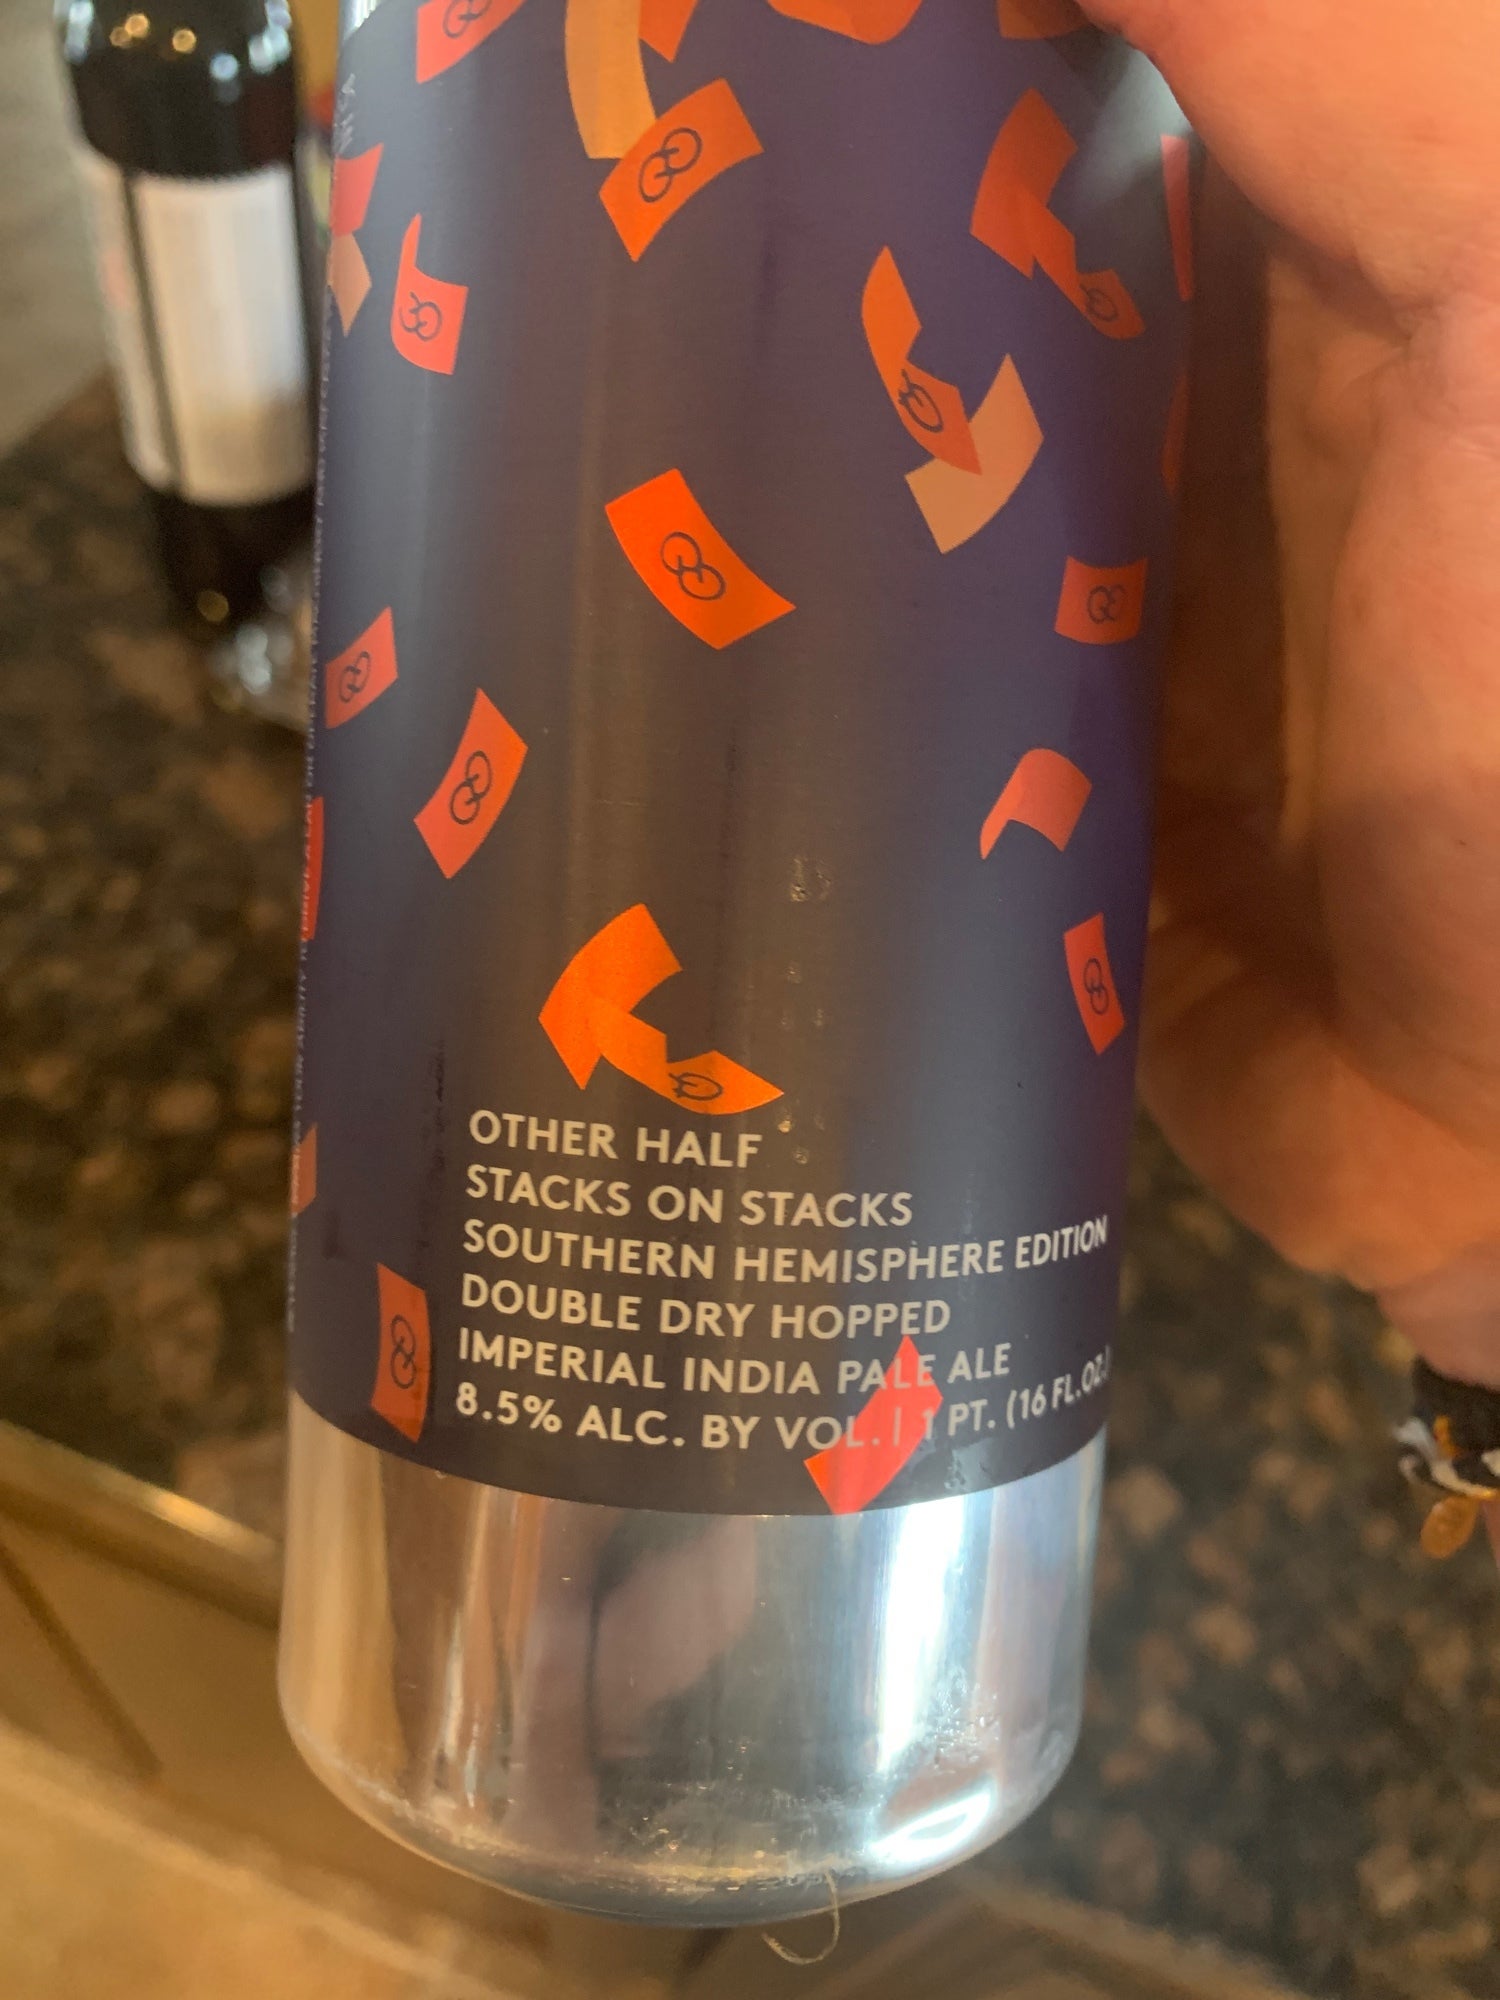 OTHER HALF
STACKS ON STACKS
SOUTHERN HEMISPHERE EDITION
DOUBLE DRY HOPPED
IMPERIAL INDIA PALE ALE
8.5% ALC. BY VOL. | 1 PT. (16 FL.OZ.)